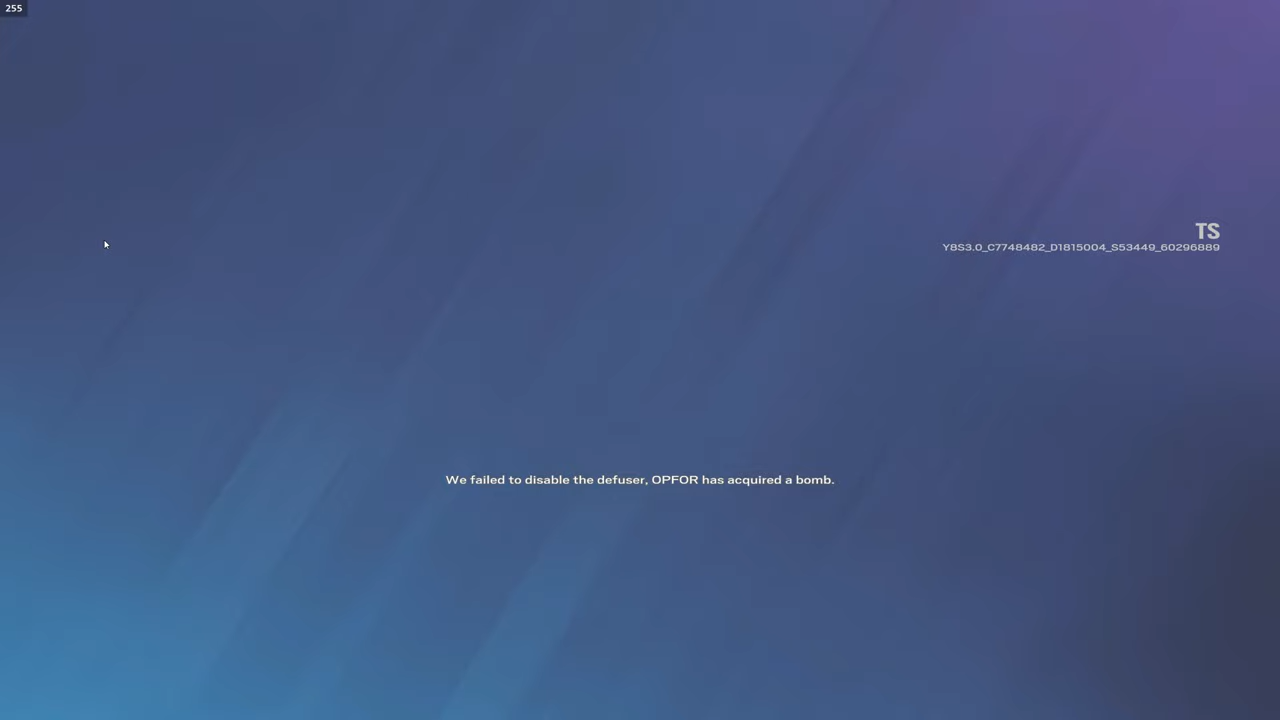 255
TS
Y8S3.0_C7748482_D1815004_S53449_60296889
We failed to disable the defuser, OPFOR has acquired a bomb.